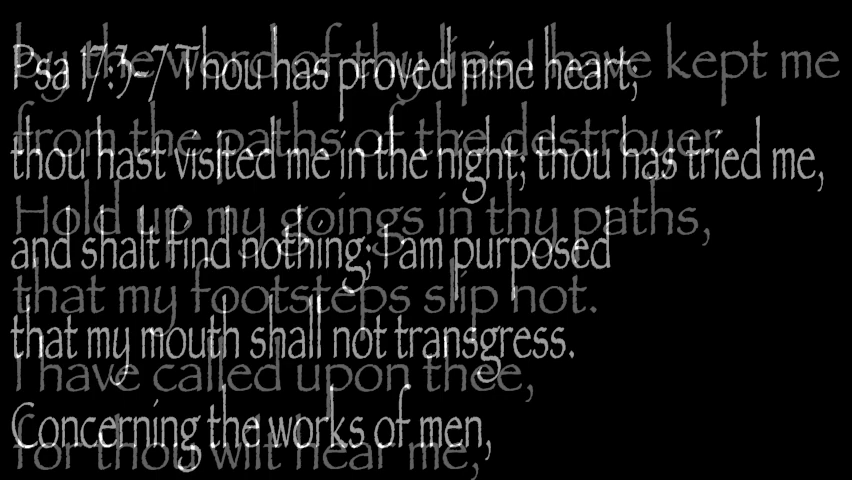 Psa 17:3-7 Thou has proved mine heart;
thou hast visited me in the night; thou has tried me,
and shalt find nothing; I am purposed
that my mouth shall not transgress.
Concerning the works of men,
by the word of thy lips I have kept me
from the paths of the destroyer.
Hold up my goings in thy paths,
that my footsteps slip not.
I have called upon thee,
for thou wilt hear me,